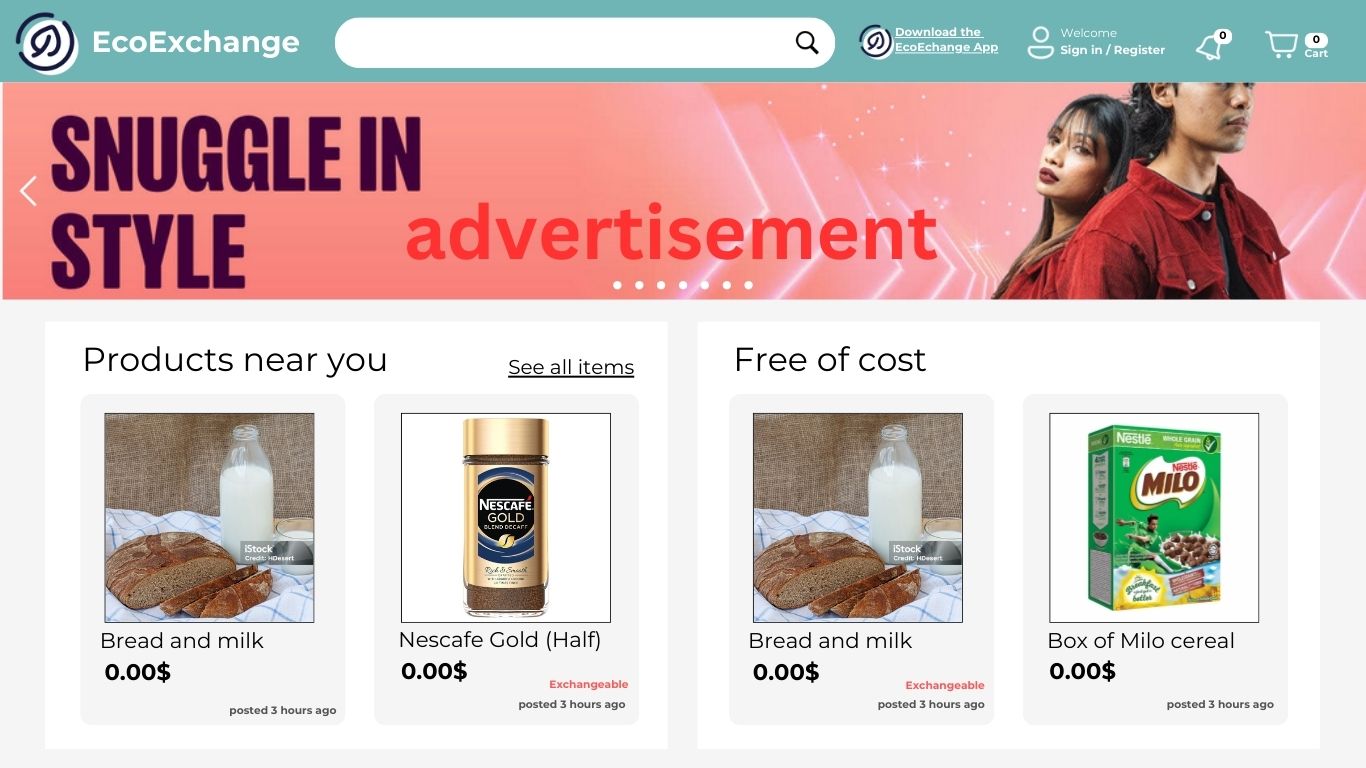 EcoExchange
Download the
EcoEchange App
Welcome
Sign in / Register
0
0
Cart
SNUGGLE IN
STYLE
advertisement
Products near you
See all items
iStock
Credit: HDesert
Bread and milk
0.00$
posted 3 hours ago
NESCAFÉ
GOLD
BLEND DECAFF
Rich & Smooth
Nescafe Gold (Half)
0.00$
Exchangeable
posted 3 hours ago
Free of cost
iStock
Credit: HDesert
Bread and milk
0.00$
Exchangeable
posted 3 hours ago
Nestlé
WHOLE GRAIN
Nestlé
MILO
Breakfast
better
Box of Milo cereal
0.00$
posted 3 hours ago